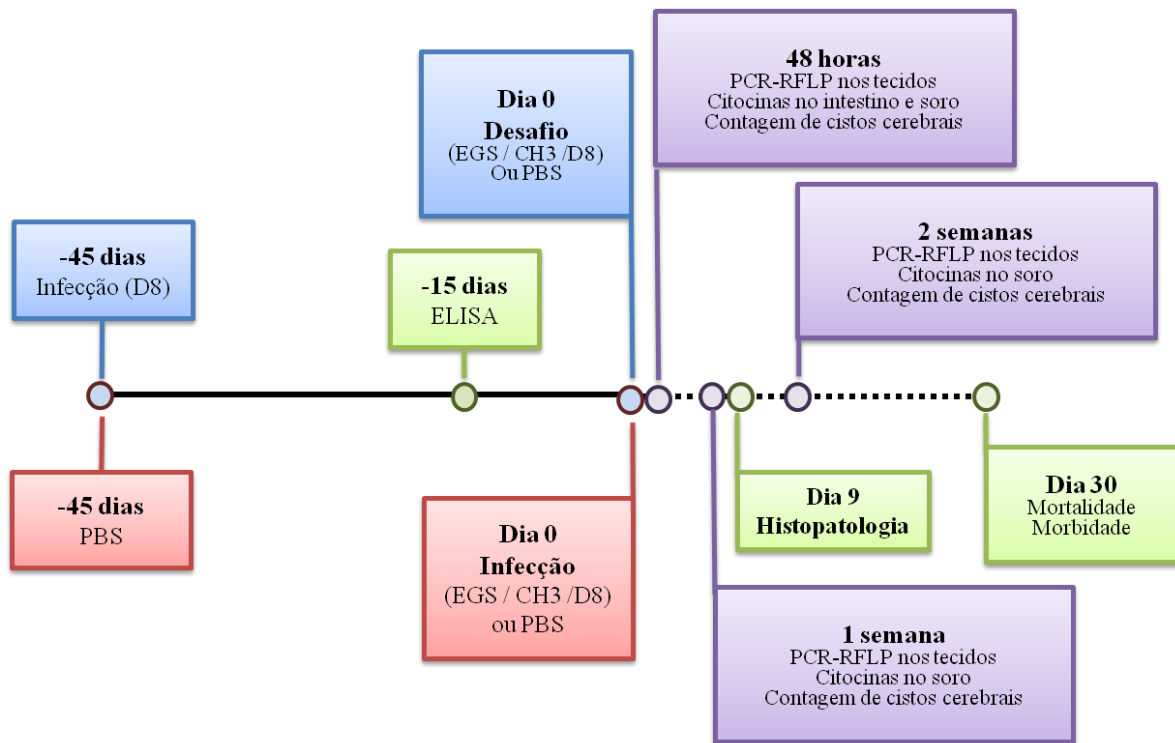 48 horas
PCR-RFLP nos tecidos
Citocinas no intestino e soro
Contagem de cistos cerebrais
Dia 0
Desafio
(EGS / CH3 /D8)
Ou PBS
2 semanas
PCR-RFLP nos tecidos
Citocinas no soro
Contagem de cistos cerebrais
-45 dias
Infecção (D8)
-15 dias
ELISA
-45 dias
PBS
Dia 0
Infecção
(EGS / CH3 /D8)
ou PBS
Dia 9
Histopatologia
Dia 30
Mortalidade
Morbidade
1 semana
PCR-RFLP nos tecidos
Citocinas no soro
Contagem de cistos cerebrais